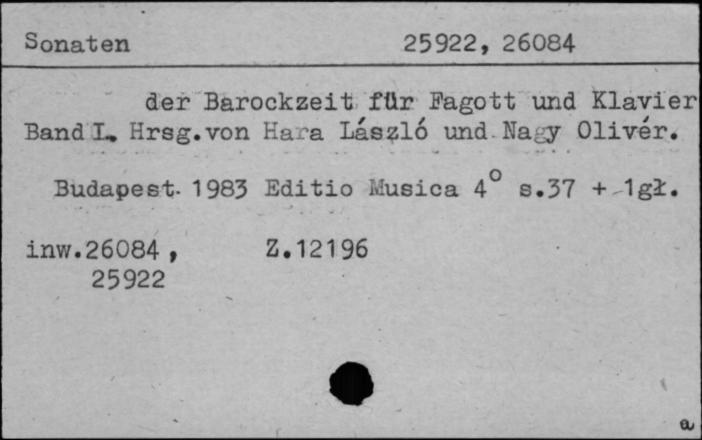 Sonaten 25922, 26084
der Barockzeit für Fagott und Klavier
Band I. Hrsg.von Hara László und Nagy Olivér.
Budapest 1983 Editio Musica 4° s.37 + 1gł.
inw.26084, Z.12196
25922
a